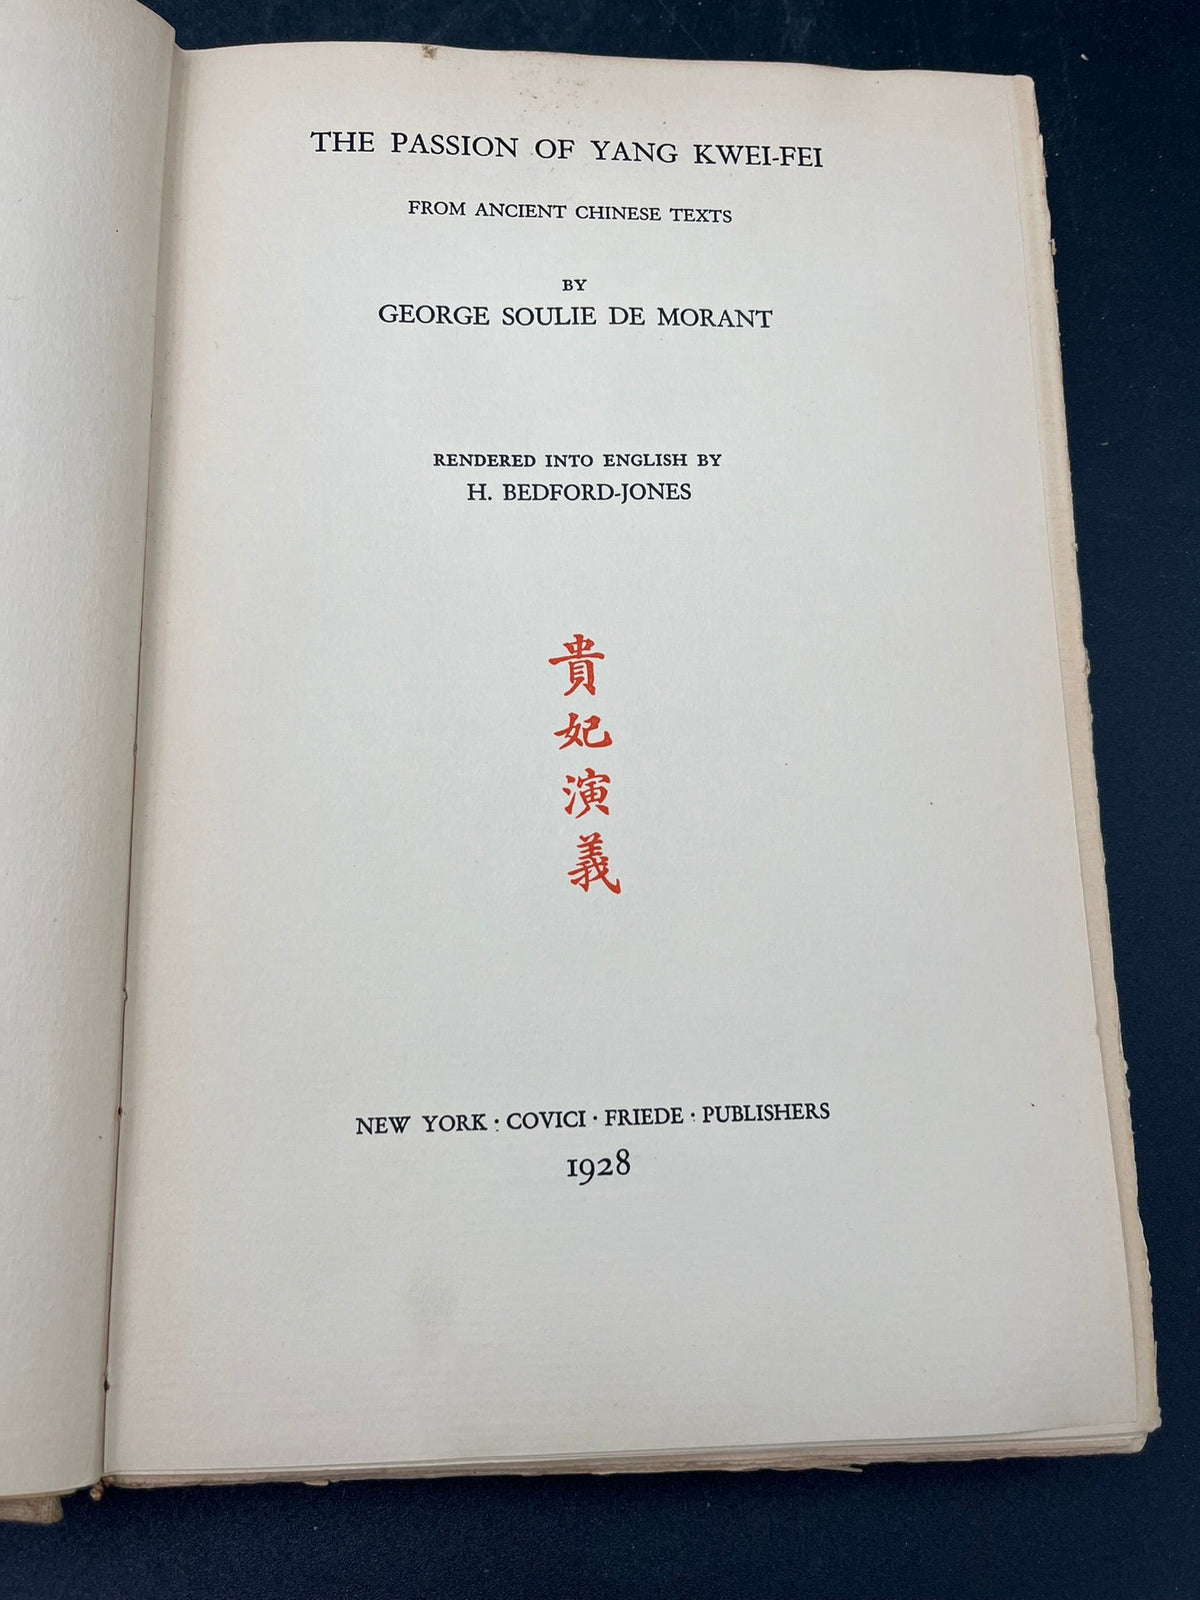 THE PASSION OF YANG KWEI-FEI
FROM ANCIENT CHINESE TEXTS
BY
GEORGE SOULIE DE MORANT
RENDERED INTO ENGLISH BY
H. BEDFORD-JONES
貴妃演義
NEW YORK · COVICI · FRIEDE · PUBLISHERS
1928